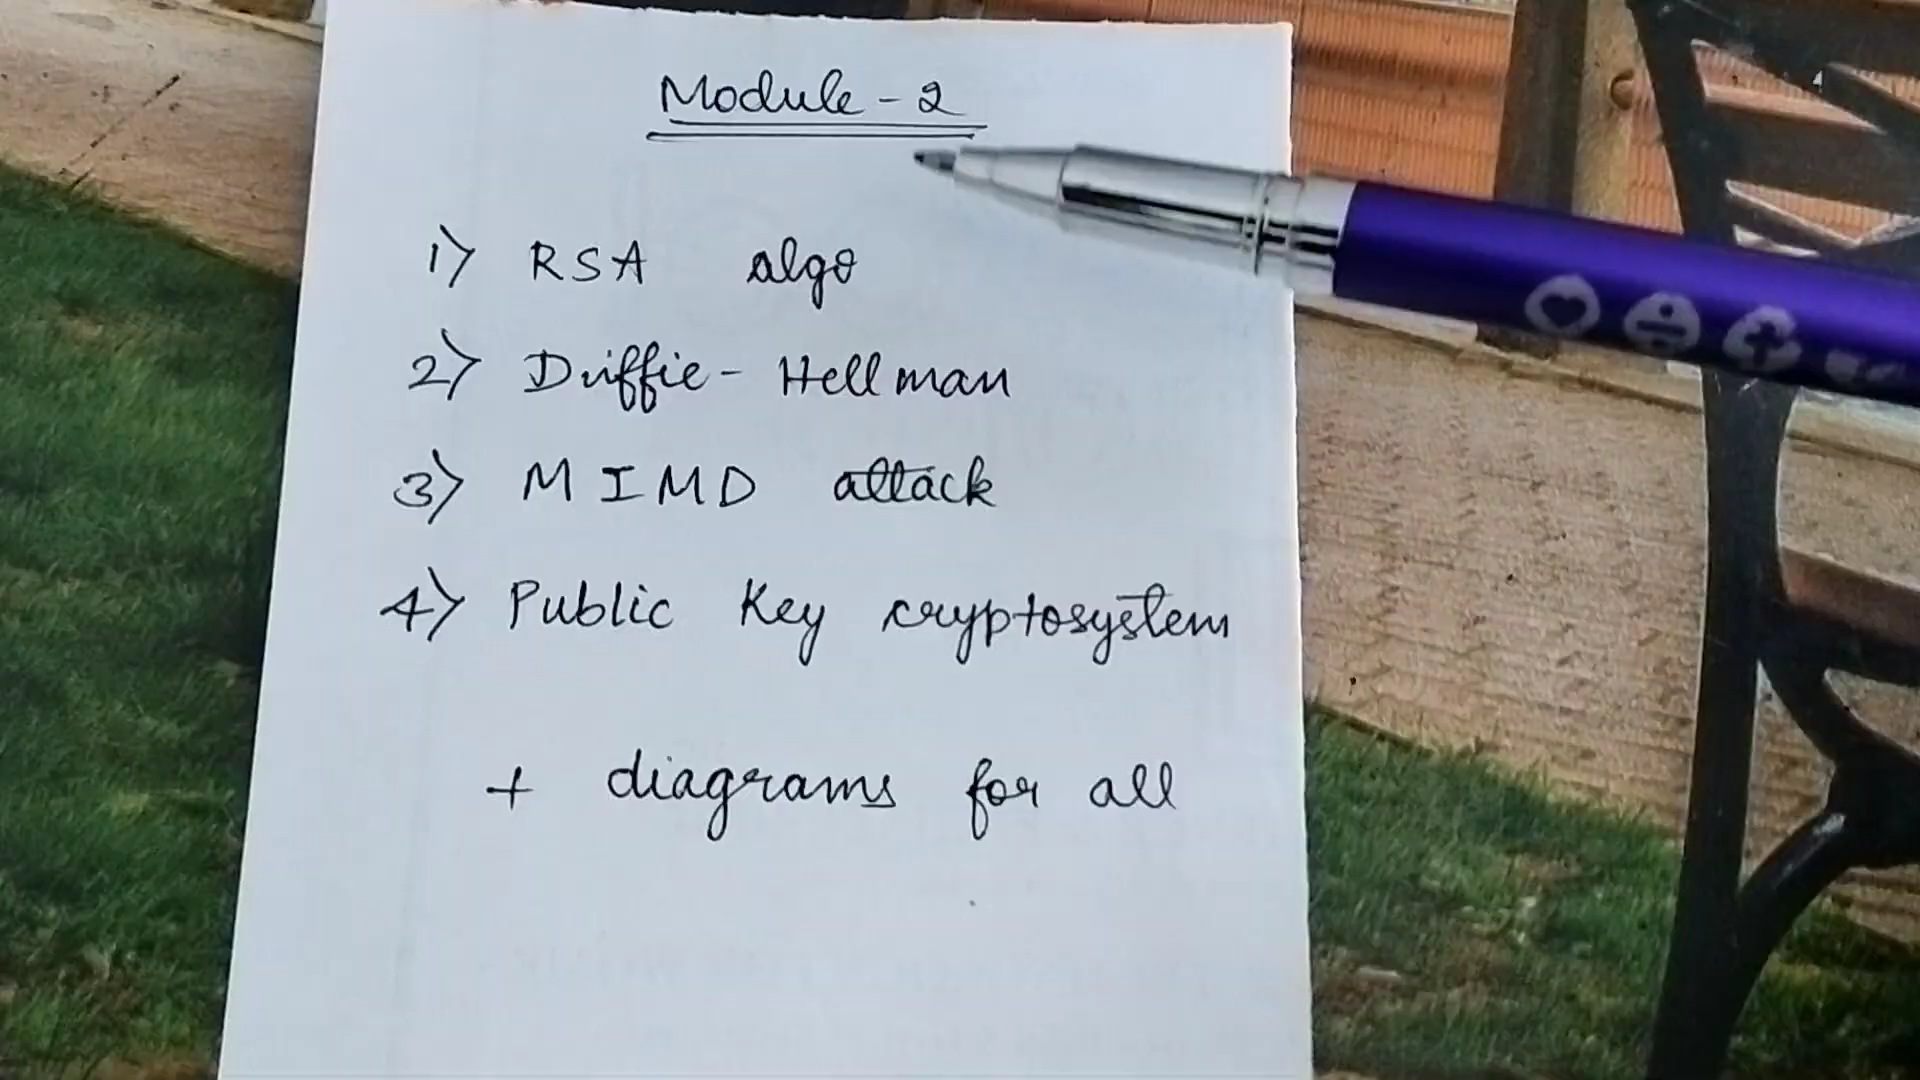 Module - 2
1) RSA algo
2) Diffie - Hellman
3) MIMD attack
4) Public Key cryptosystem
+ diagrams for all